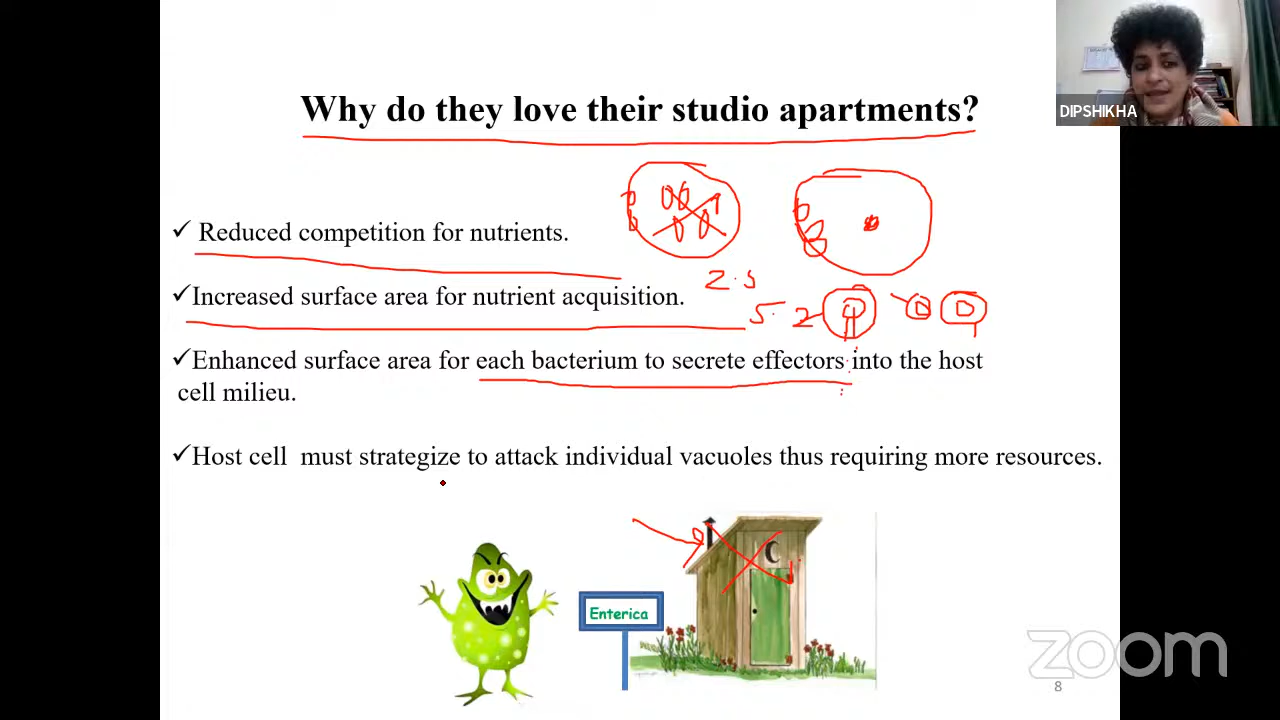 DIPSHIKHA
Why do they love their studio apartments?
✓ Reduced competition for nutrients.
✓Increased surface area for nutrient acquisition.
✓Enhanced surface area for each bacterium to secrete effectors into the host
cell milieu.
✓Host cell must strategize to attack individual vacuoles thus requiring more resources.
Enterica
zoom
8